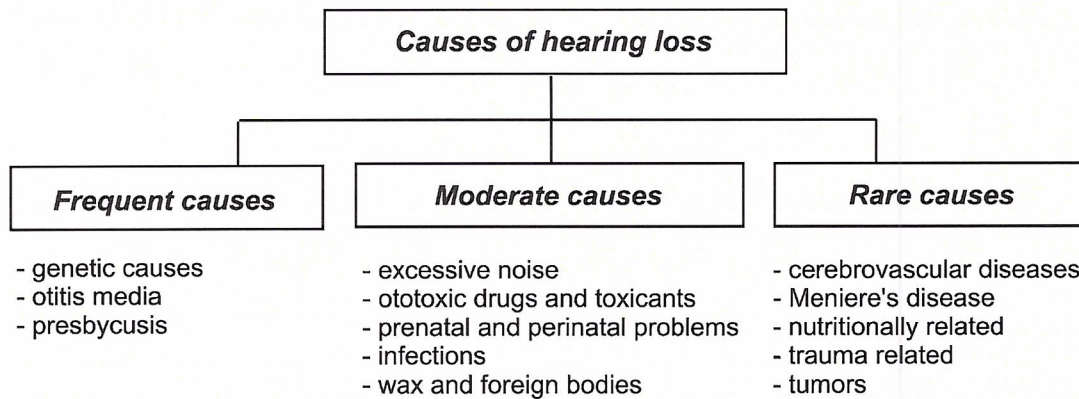 Causes of hearing loss
Frequent causes
- genetic causes
- otitis media
- presbycusis
Moderate causes
- excessive noise
- ototoxic drugs and toxicants
- prenatal and perinatal problems
- infections
- wax and foreign bodies
Rare causes
- cerebrovascular diseases
- Meniere's disease
- nutritionally related
- trauma related
- tumors